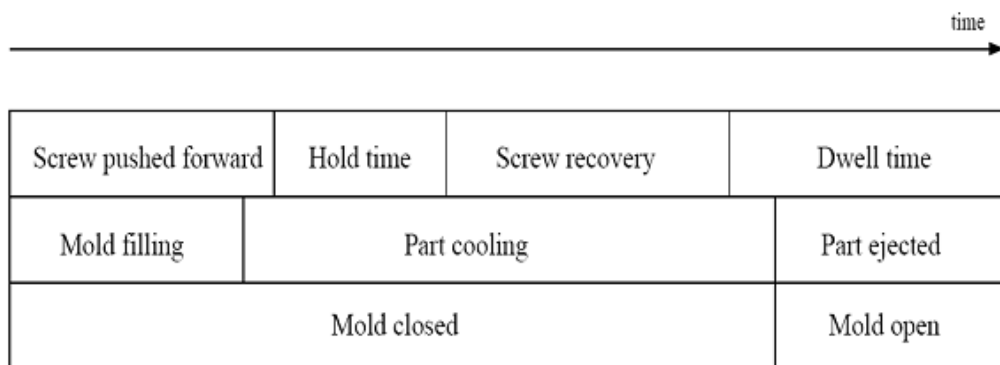 time
Screw pushed forward Hold time Screw recovery Dwell time
Mold filling Part cooling Part ejected
Mold closed Mold open